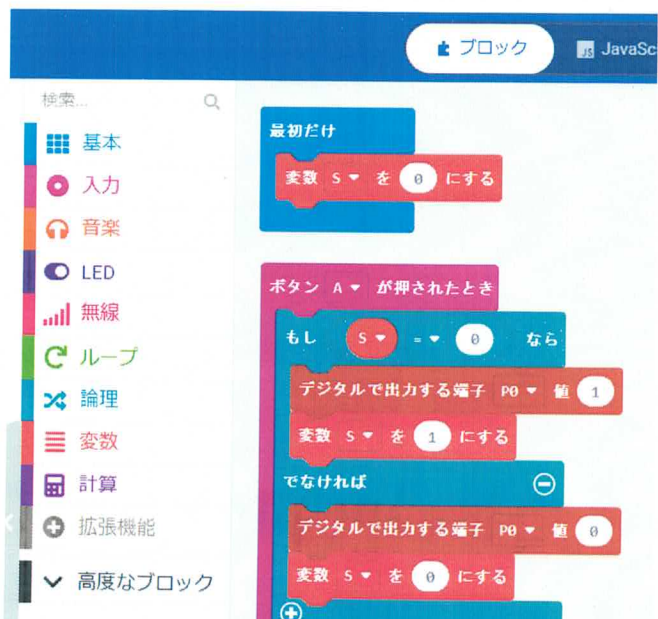 ブロック
JavaSc
検索...
基本
入力
音楽
LED
無線
ループ
論理
変数
計算
拡張機能
高度なブロック
最初だけ
変数 S を 0 にする
ボタン A が押されたとき
もし S = 0 なら
デジタルで出力する端子 P0 値 1
変数 S を 1 にする
でなければ
デジタルで出力する端子 P0 値 0
変数 S を 0 にする